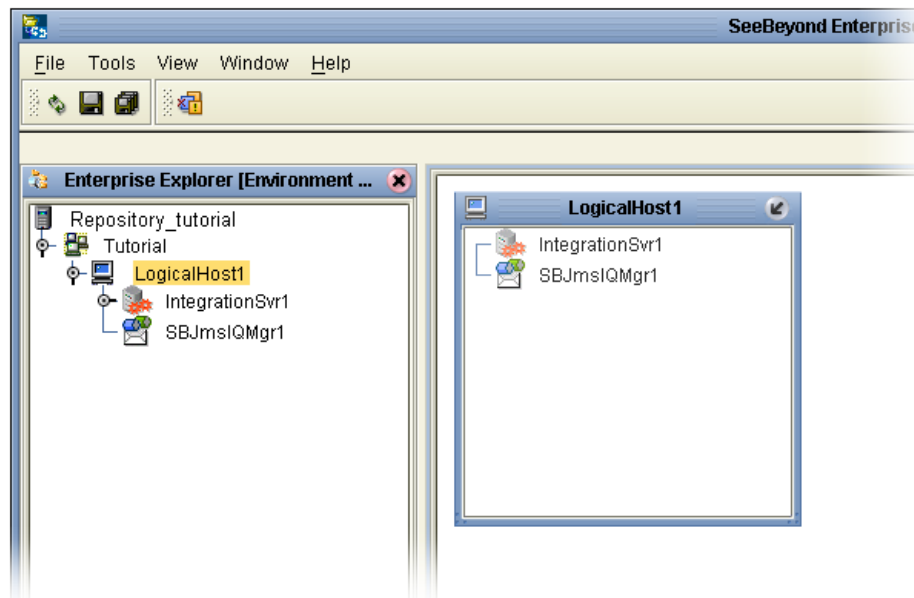 SeeBeyond Enterpris
File Tools View Window Help
Enterprise Explorer [Environment ...
Repository_tutorial
Tutorial
LogicalHost1
IntegrationSvr1
SBJmsIQMgr1
LogicalHost1
IntegrationSvr1
SBJmsIQMgr1